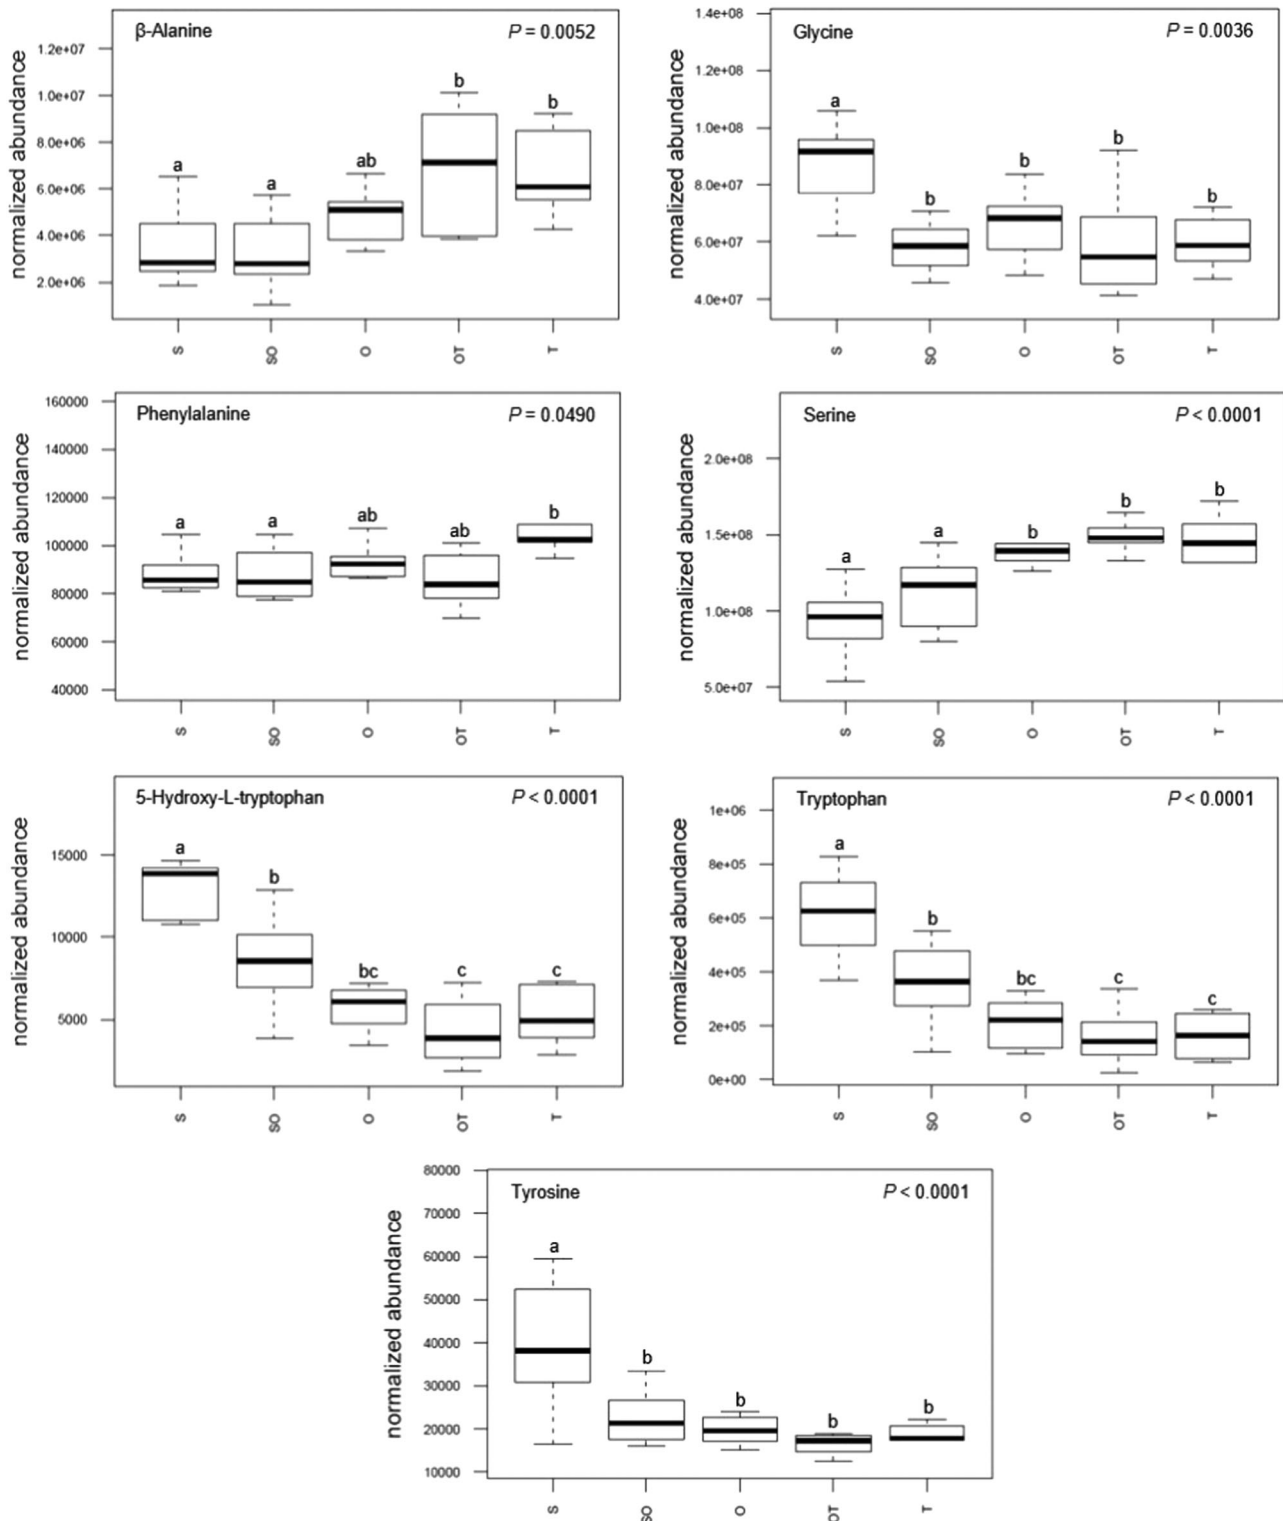 β-Alanine
P = 0.0052
normalized abundance
1.2e+07
1.0e+07
8.0e+06
6.0e+06
4.0e+06
2.0e+06
a
a
ab
b
b
S
SO
O
OT
T
Glycine
P = 0.0036
normalized abundance
1.4e+08
1.2e+08
1.0e+08
8.0e+07
6.0e+07
4.0e+07
a
b
b
b
b
S
SO
O
OT
T
Phenylalanine
P = 0.0490
normalized abundance
160000
140000
120000
100000
80000
60000
40000
a
a
ab
ab
b
S
SO
O
OT
T
Serine
P < 0.0001
normalized abundance
2.0e+08
1.5e+08
1.0e+08
5.0e+07
a
a
b
b
b
S
SO
O
OT
T
5-Hydroxy-L-tryptophan
P < 0.0001
normalized abundance
15000
10000
5000
a
b
bc
c
c
S
SO
O
OT
T
Tryptophan
P < 0.0001
normalized abundance
1e+06
8e+05
6e+05
4e+05
2e+05
0e+00
a
b
bc
c
c
S
SO
O
OT
T
Tyrosine
P < 0.0001
normalized abundance
80000
70000
60000
50000
40000
30000
20000
10000
a
b
b
b
b
S
SO
O
OT
T